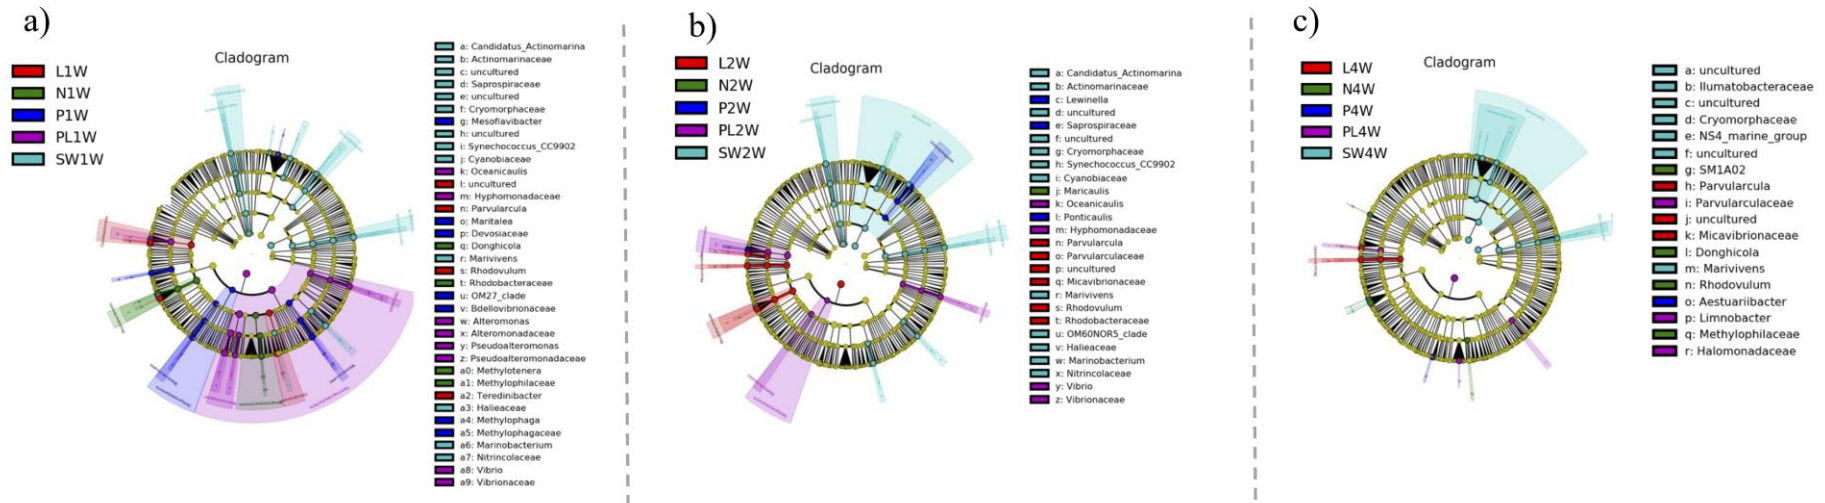 a)
Cladogram
L1W
N1W
P1W
PL1W
SW1W
a: Candidatus_Actinomarina
b: Actinomarinaceae
c: uncultured
d: Saprospiraceae
e: uncultured
f: Cryomorphaceae
g: Mesoflavibacter
h: uncultured
i: Synechococcus_CC9902
j: Cyanobiaceae
k: Oceanicaulis
l: uncultured
m: Hyphomonadaceae
n: Parvularcula
o: Maritalea
p: Devosiaceae
q: Donghicola
r: Marivivens
s: Rhodovulum
t: Rhodobacteraceae
u: OM27_clade
v: Bdellovibrionaceae
w: Alteromonas
x: Alteromonadaceae
y: Pseudoalteromonas
z: Pseudoalteromonadaceae
a0: Methylotenera
a1: Methylophilaceae
a2: Teredinibacter
a3: Halieaceae
a4: Methylophaga
a5: Methylophagaceae
a6: Marinobacterium
a7: Nitrincolaceae
a8: Vibrio
a9: Vibrionaceae
b)
Cladogram
L2W
N2W
P2W
PL2W
SW2W
a: Candidatus_Actinomarina
b: Actinomarinaceae
c: Lewinella
d: uncultured
e: Saprospiraceae
f: uncultured
g: Cryomorphaceae
h: Synechococcus_CC9902
i: Cyanobiaceae
j: Maricaulis
k: Oceanicaulis
l: Ponticaulis
m: Hyphomonadaceae
n: Parvularcula
o: Parvularculaceae
p: uncultured
q: Micavibrionaceae
r: Marivivens
s: Rhodovulum
t: Rhodobacteraceae
u: OM60NOR5_clade
v: Halieaceae
w: Marinobacterium
x: Nitrincolaceae
y: Vibrio
z: Vibrionaceae
c)
Cladogram
L4W
N4W
P4W
PL4W
SW4W
a: uncultured
b: Ilumatobacteraceae
c: uncultured
d: Cryomorphaceae
e: NS4_marine_group
f: uncultured
g: SM1A02
h: Parvularcula
i: Parvularculaceae
j: uncultured
k: Micavibrionaceae
l: Donghicola
m: Marivivens
n: Rhodovulum
o: Aestuariibacter
p: Limnobacter
q: Methylophilaceae
r: Halomonadaceae